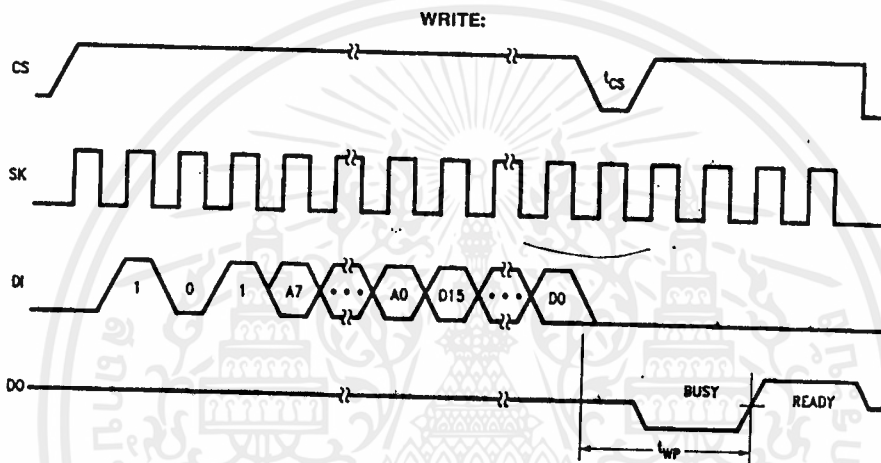 WRITE:
CS
tCS
SK
DI
1 0 1 A7 • • • A0 D15 • • • D0
DO
BUSY
READY
tWP